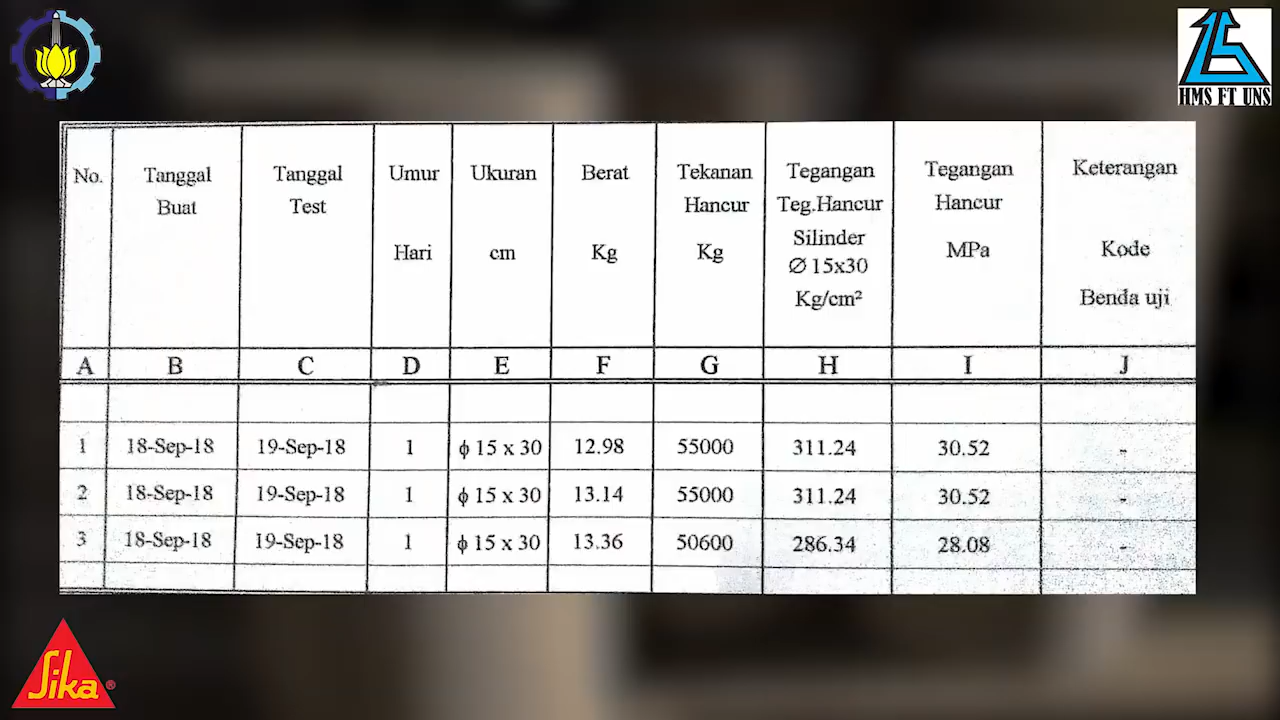 HMS FT UNS
No. Tanggal Buat Tanggal Test Umur Hari Ukuran cm Berat Kg Tekanan Hancur Kg Tegangan Teg.Hancur Silinder Ø 15x30 Kg/cm² Tegangan Hancur MPa Keterangan Kode Benda uji
A B C D E F G H I J
1 18-Sep-18 19-Sep-18 1 ϕ 15 x 30 12.98 55000 311.24 30.52 -
2 18-Sep-18 19-Sep-18 1 ϕ 15 x 30 13.14 55000 311.24 30.52 -
3 18-Sep-18 19-Sep-18 1 ϕ 15 x 30 13.36 50600 286.34 28.08 -
Sika®